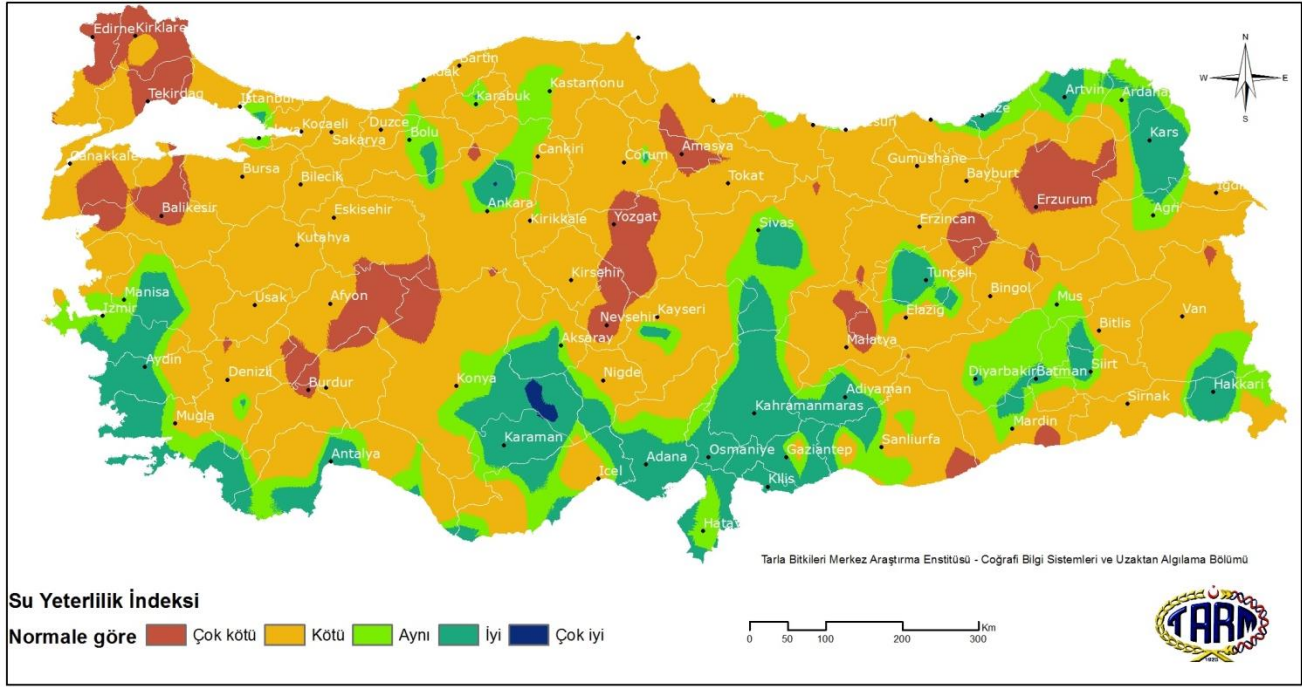 Edirne Kirklare
Bartin
Kastamonu
Tekirdag
Istanbul
Karabuk
Artvin
Ardaha
Kocaeli
Duzce
Sakarya
Bolu
Kars
Canakkale
Cankiri
Corum
Amasya
Gumushane
Bursa
Bilecik
Tokat
Bayburt
Igdi
Balikesir
Ankara
Kirikkale
Yozgat
Erzurum
Eskisehir
Sivas
Erzincan
Agri
Kutahya
Kirsehir
Tunceli
Manisa
Usak
Afyon
Bingol
Mus
Izmir
Nevsehir
Kayseri
Elazig
Van
Bitlis
Aksaray
Malatya
Aydin
Denizli
Burdur
Konya
Nigde
Diyarbakir
Batman
Siirt
Adiyaman
Hakkari
Mugla
Kahramanmaras
Sirnak
Mardin
Karaman
Sanliurfa
Antalya
Adana
Osmaniye
Gaziantep
Icel
Kilis
Hatay
Tarla Bitkileri Merkez Araştırma Enstitüsü - Coğrafi Bilgi Sistemleri ve Uzaktan Algılama Bölümü
N
W
E
S
Su Yeterlilik İndeksi
Normale göre
Çok kötü
Kötü
Aynı
İyi
Çok iyi
0 50 100 200 300 Km
TARM